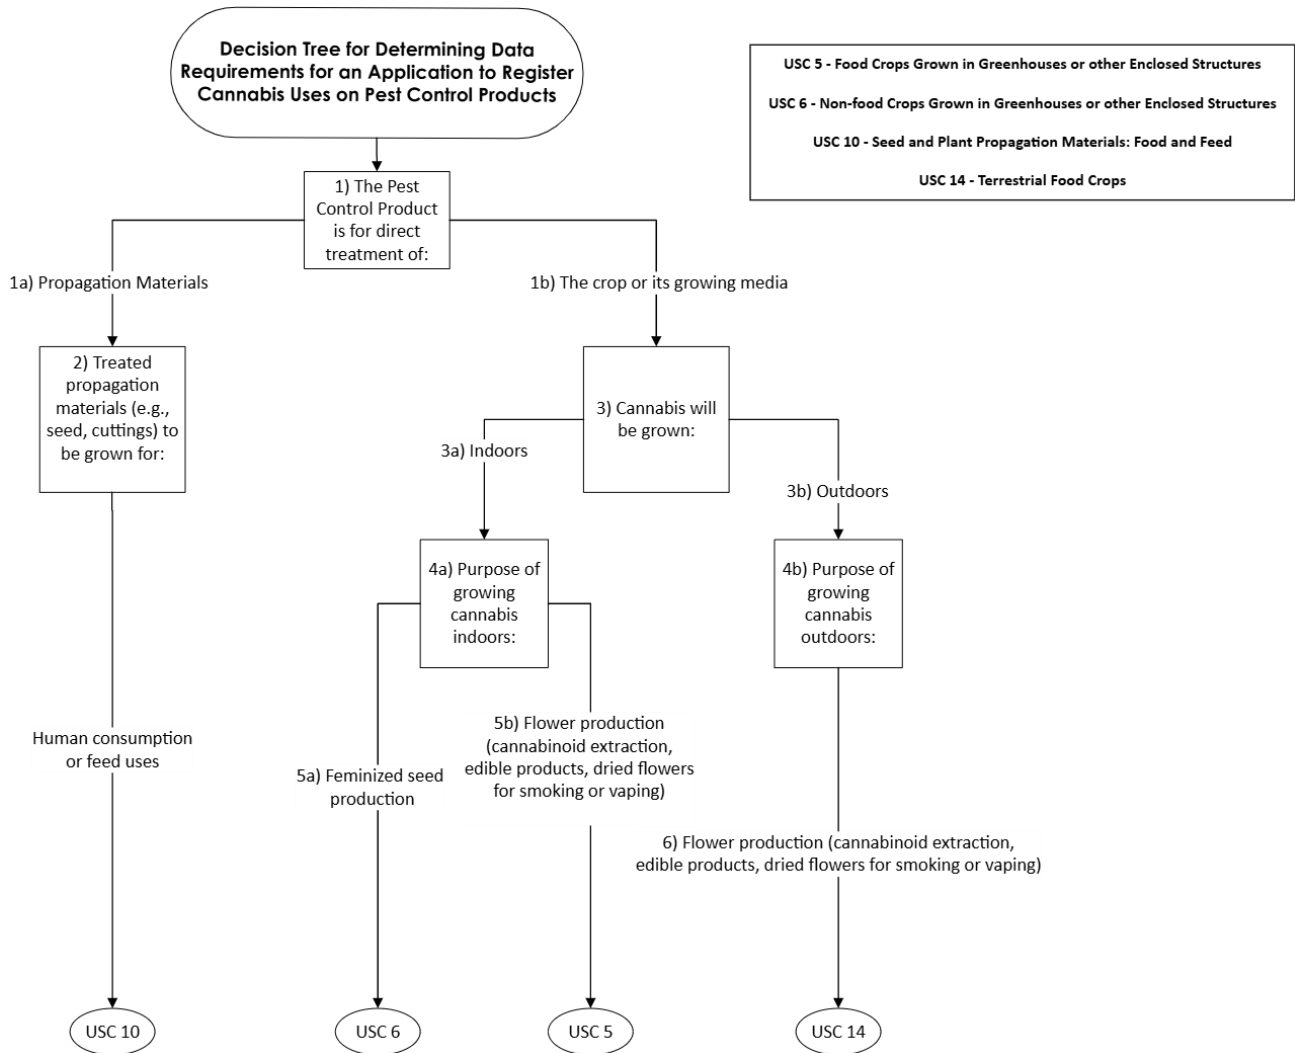 Decision Tree for Determining Data
Requirements for an Application to Register
Cannabis Uses on Pest Control Products
USC 5 - Food Crops Grown in Greenhouses or other Enclosed Structures
USC 6 - Non-food Crops Grown in Greenhouses or other Enclosed Structures
USC 10 - Seed and Plant Propagation Materials: Food and Feed
USC 14 - Terrestrial Food Crops
1) The Pest
Control Product
is for direct
treatment of:
1a) Propagation Materials
1b) The crop or its growing media
2) Treated
propagation
materials (e.g.,
seed, cuttings) to
be grown for:
3) Cannabis will
be grown:
3a) Indoors
3b) Outdoors
4a) Purpose of
growing
cannabis
indoors:
4b) Purpose of
growing
cannabis
outdoors:
Human consumption
or feed uses
5a) Feminized seed
production
5b) Flower production
(cannabinoid extraction,
edible products, dried flowers
for smoking or vaping)
6) Flower production (cannabinoid extraction,
edible products, dried flowers for smoking or vaping)
USC 10
USC 6
USC 5
USC 14